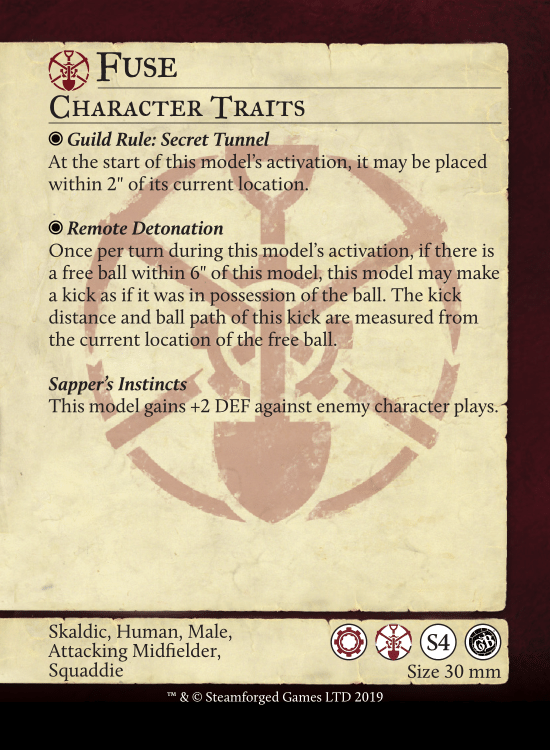 Fuse
Character Traits
Guild Rule: Secret Tunnel
At the start of this model's activation, it may be placed
within 2" of its current location.
Remote Detonation
Once per turn during this model's activation, if there is
a free ball within 6" of this model, this model may make
a kick as if it was in possession of the ball. The kick
distance and ball path of this kick are measured from
the current location of the free ball.
Sapper's Instincts
This model gains +2 DEF against enemy character plays.
Skaldic, Human, Male,
Attacking Midfielder,
Squaddie
S4
GB
Size 30 mm
™ & © Steamforged Games LTD 2019